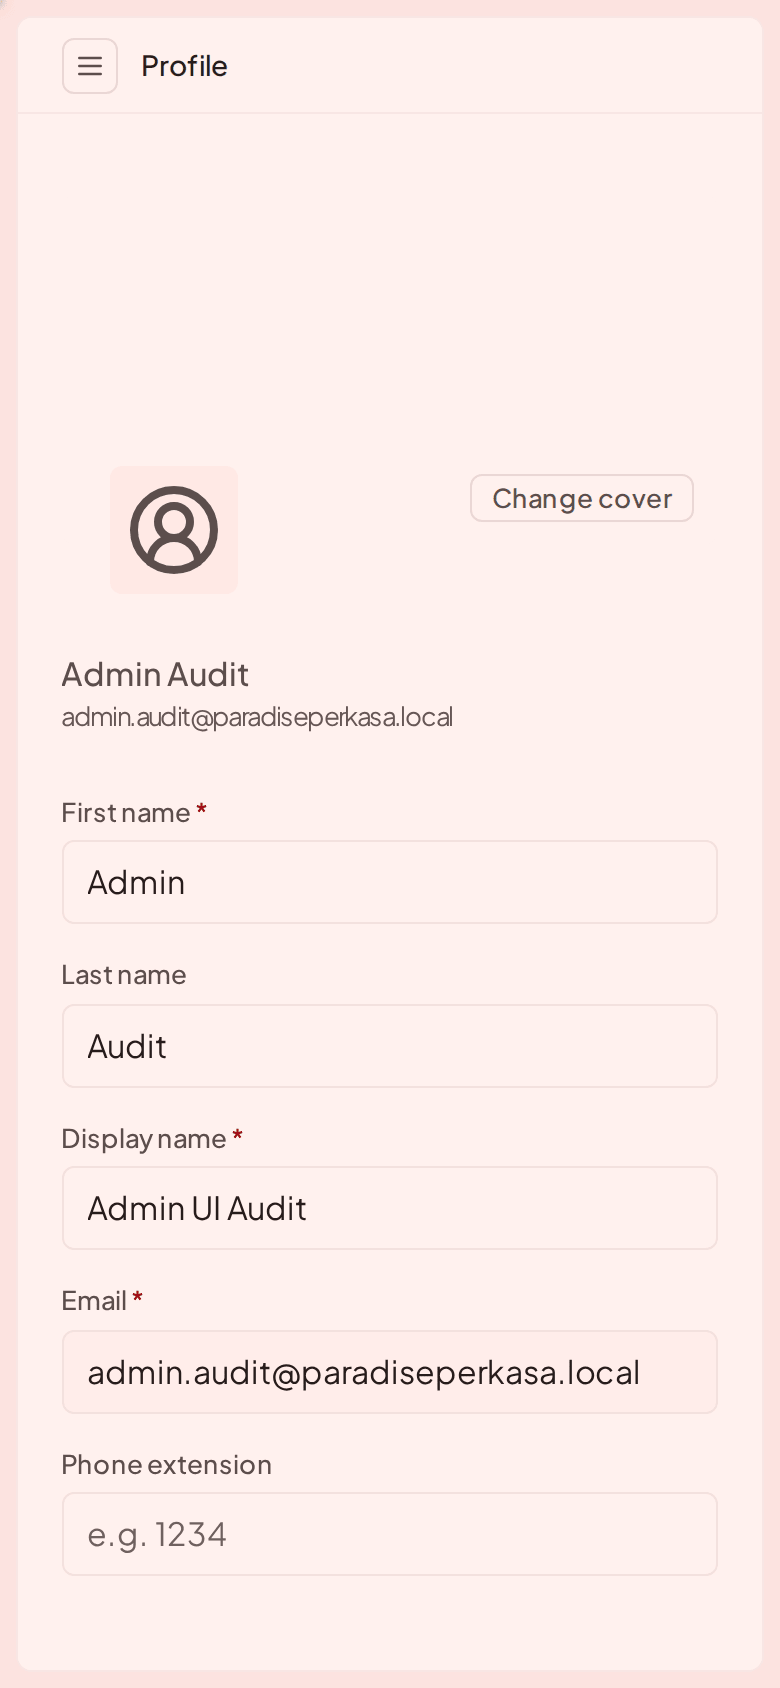 Profile
Change cover
Admin Audit
admin.audit@paradiseperkasa.local
First name *
Admin
Last name
Audit
Display name *
Admin UI Audit
Email *
admin.audit@paradiseperkasa.local
Phone extension
e.g. 1234